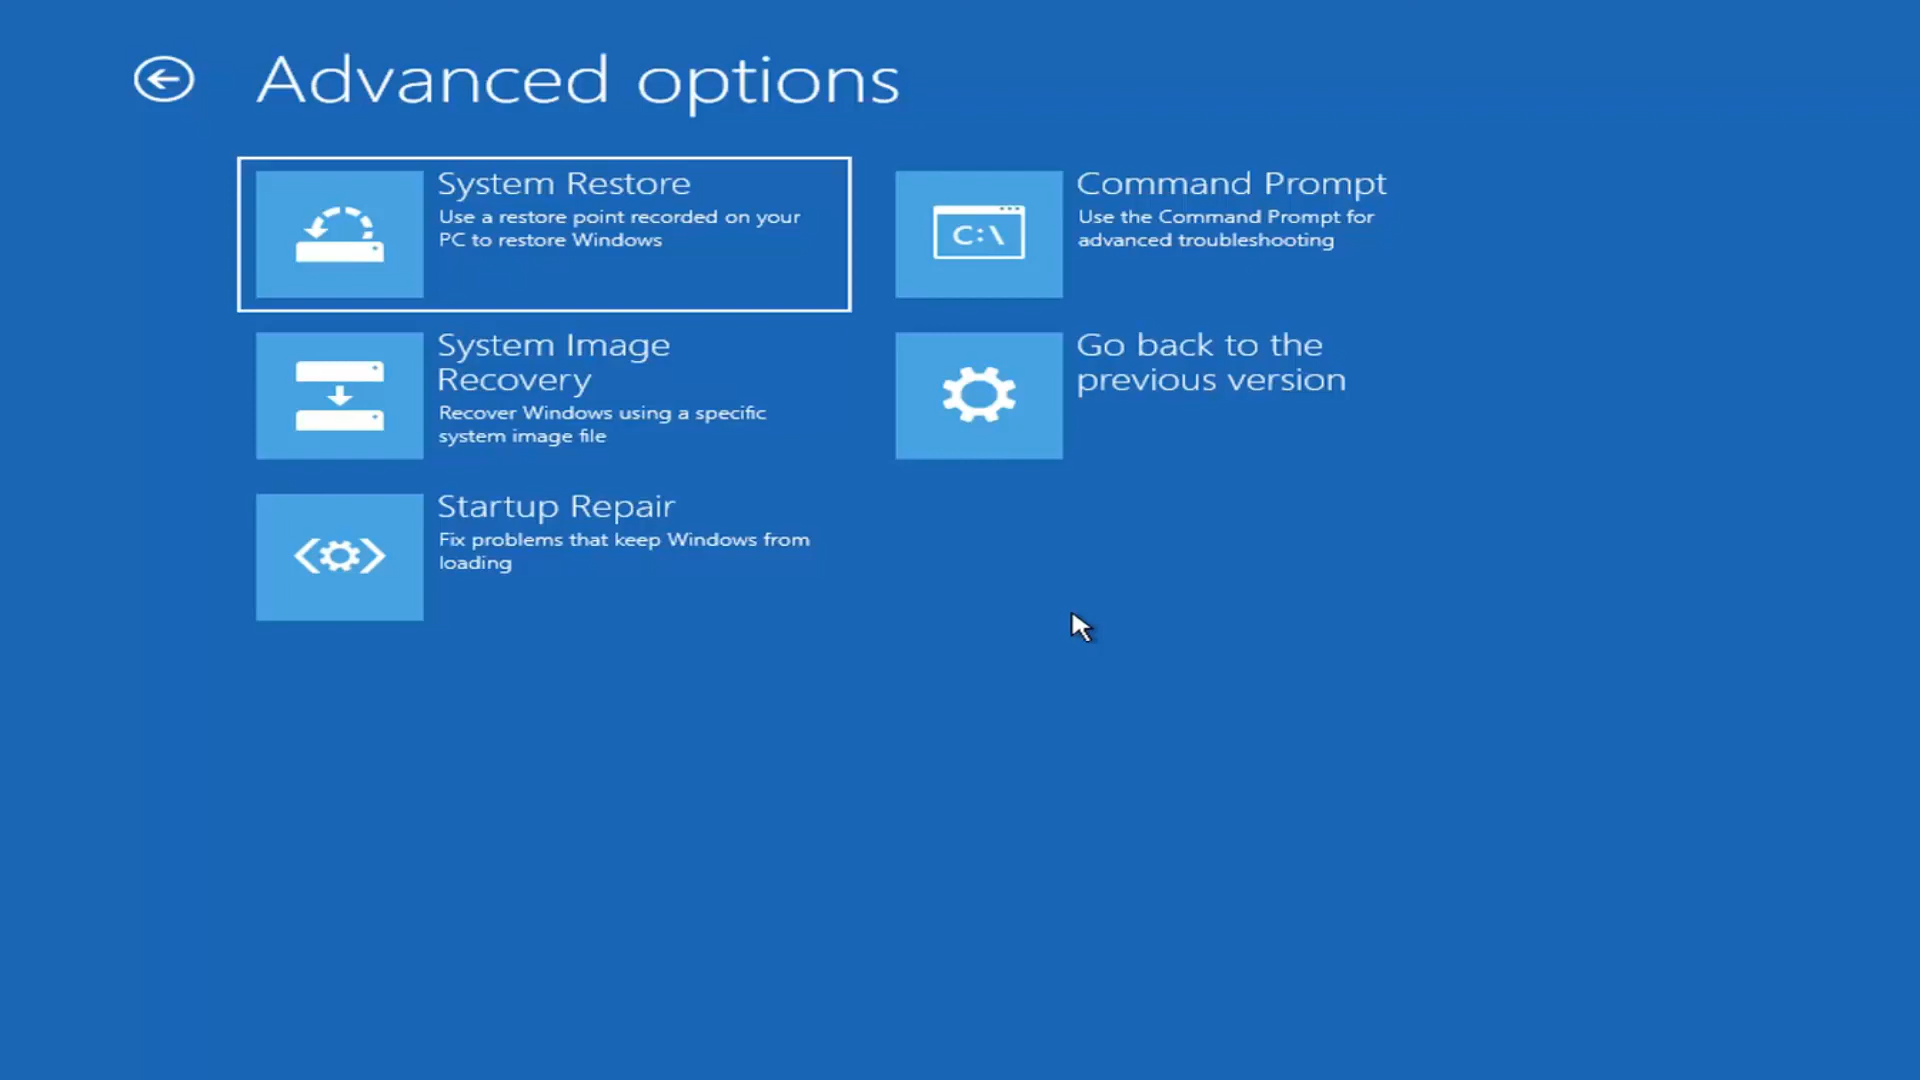 Advanced options
System Restore
Use a restore point recorded on your
PC to restore Windows
System Image
Recovery
Recover Windows using a specific
system image file
Startup Repair
Fix problems that keep Windows from
loading
C:\
Command Prompt
Use the Command Prompt for
advanced troubleshooting
Go back to the
previous version